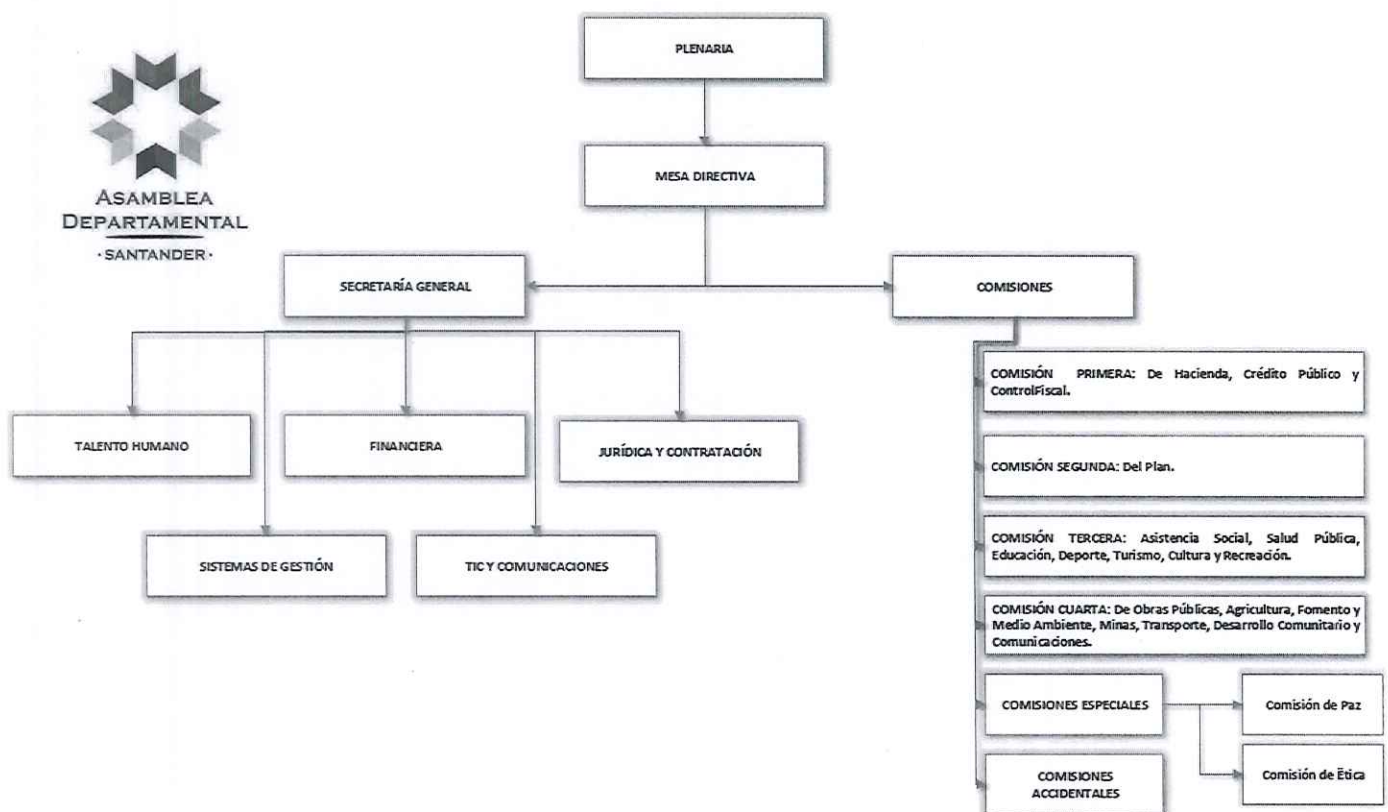 PLENARIA
ASAMBLEA
DEPARTAMENTAL
·SANTANDER·
MESA DIRECTIVA
SECRETARÍA GENERAL
COMISIONES
TALENTO HUMANO
FINANCIERA
JURÍDICA Y CONTRATACIÓN
SISTEMAS DE GESTIÓN
TIC Y COMUNICACIONES
COMISIÓN PRIMERA: De Hacienda, Crédito Público y
ControlFiscal.
COMISIÓN SEGUNDA: Del Plan.
COMISIÓN TERCERA: Asistencia Social, Salud Pública,
Educación, Deporte, Turismo, Cultura y Recreación.
COMISIÓN CUARTA: De Obras Públicas, Agricultura, Fomento y
Medio Ambiente, Minas, Transporte, Desarrollo Comunitario y
Comunicaciones.
COMISIONES ESPECIALES
Comisión de Paz
Comisión de Ética
COMISIONES
ACCIDENTALES